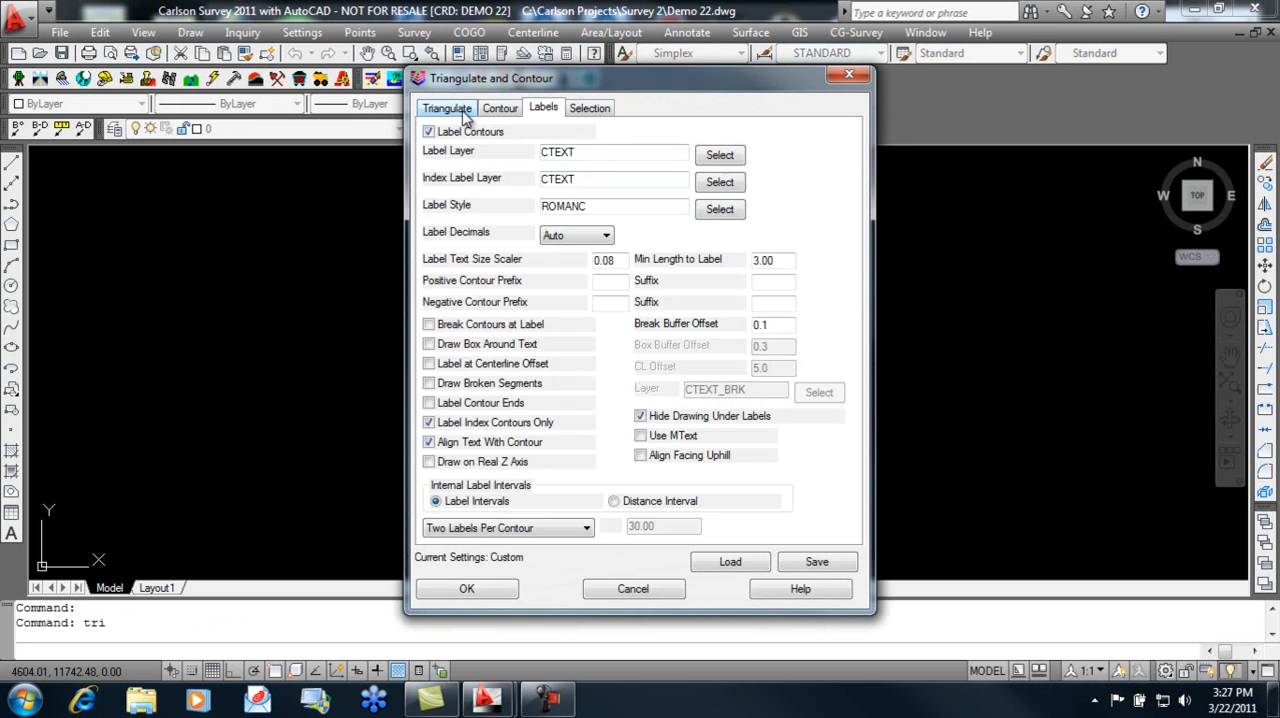 Carlson Survey 2011 with AutoCAD - NOT FOR RESALE [CRD: DEMO 22] C:\Carlson Projects\Survey 2\Demo 22.dwg
Type a keyword or phrase
File Edit View Draw Inquiry Settings Points Survey COGO Centerline Area/Layout Annotate Surface GIS CG-Survey Window Help
Simplex STANDARD Standard Standard
ByLayer ByLayer ByLayer
0
Triangulate and Contour
Triangulate Contour Labels Selection
Label Contours
Label Layer CTEXT Select
Index Label Layer CTEXT Select
Label Style ROMANC Select
Label Decimals Auto
Label Text Size Scaler 0.08 Min Length to Label 3.00
Positive Contour Prefix Suffix
Negative Contour Prefix Suffix
Break Contours at Label Break Buffer Offset 0.1
Draw Box Around Text Box Buffer Offset 0.3
Label at Centerline Offset CL Offset 5.0
Draw Broken Segments Layer CTEXT_BRK Select
Label Contour Ends
Label Index Contours Only Hide Drawing Under Labels
Align Text With Contour Use MText
Draw on Real Z Axis Align Facing Uphill
Internal Label Intervals
Label Intervals Distance Interval
Two Labels Per Contour 30.00
Current Settings: Custom Load Save
OK Cancel Help
N
W TOP E
S
WCS
Y
X
Model Layout1
Command:
Command: tri
4604.01, 11742.48, 0.00 MODEL 1:1
3:27 PM
3/22/2011